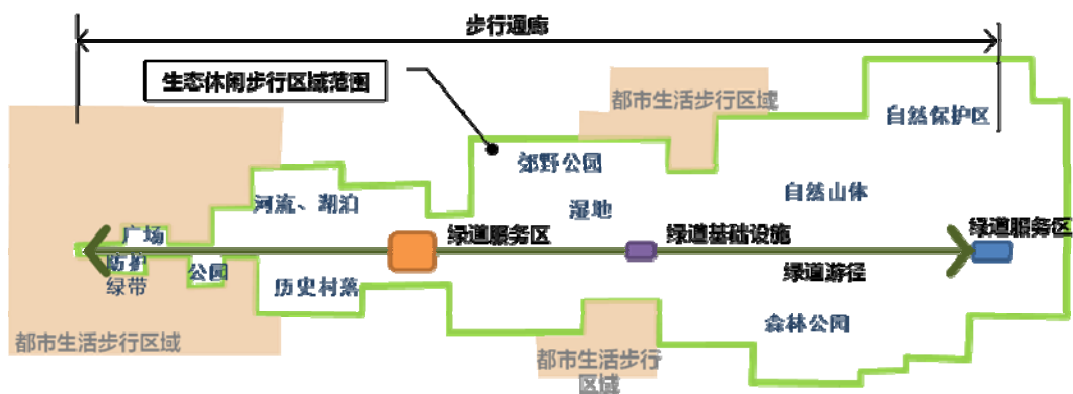 步行通廊
生态休闲步行区域范围
都市生活步行区域
自然保护区
郊野公园
自然山体
河流、湖泊
湿地
广场
绿道服务区
绿道基础设施
绿道服务区
防护
绿带
公园
历史村落
绿道游径
森林公园
都市生活步行区域
都市生活步行
区域